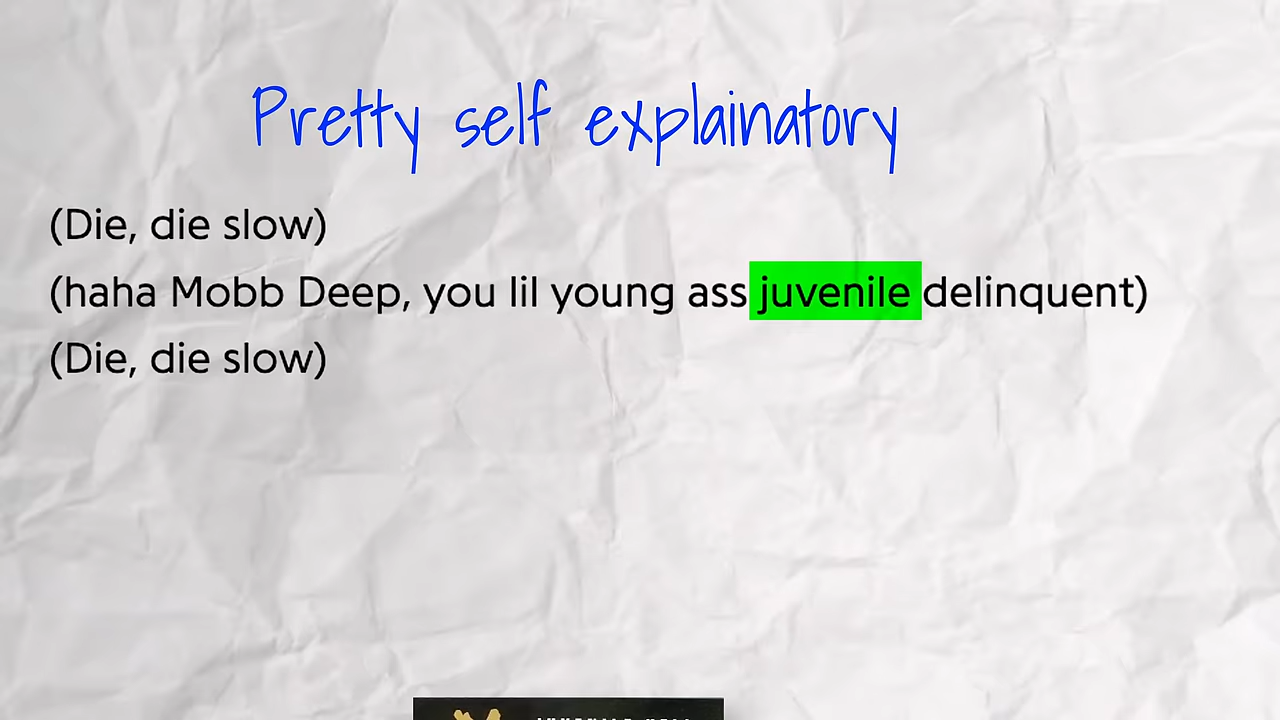 Pretty self explainatory
(Die, die slow)
(haha Mobb Deep, you lil young ass juvenile delinquent)
(Die, die slow)